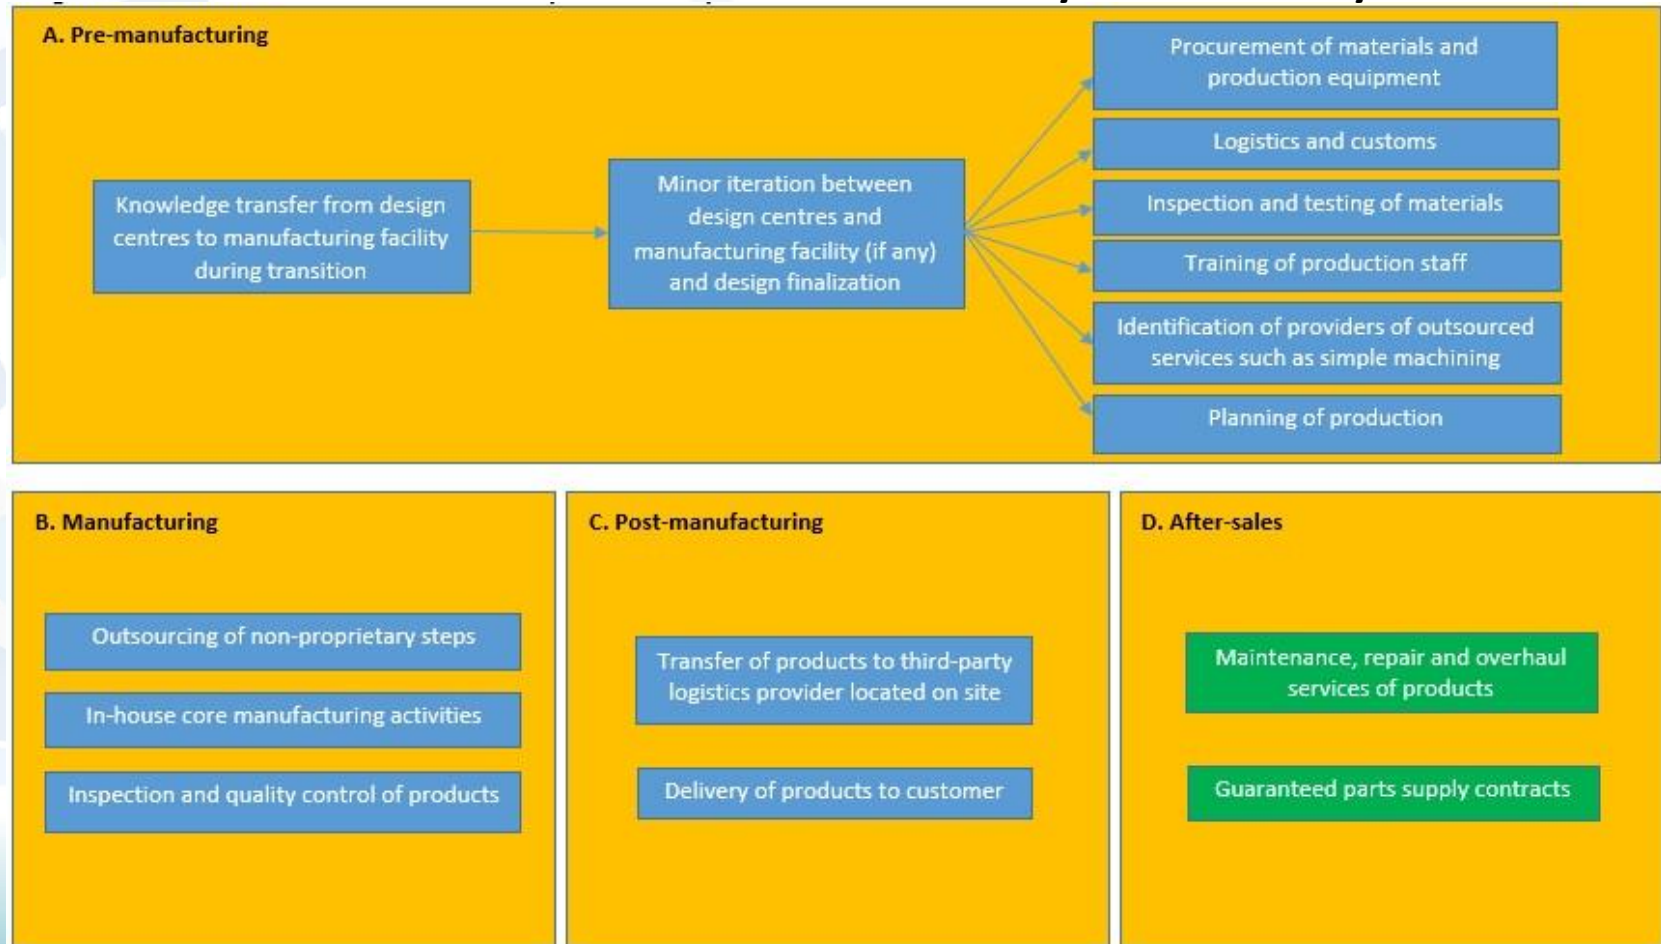 A. Pre-manufacturing
Knowledge transfer from design
centres to manufacturing facility
during transition
Minor iteration between
design centres and
manufacturing facility (if any)
and design finalization
Procurement of materials and
production equipment
Logistics and customs
Inspection and testing of materials
Training of production staff
Identification of providers of outsourced
services such as simple machining
Planning of production
B. Manufacturing
Outsourcing of non-proprietary steps
In-house core manufacturing activities
Inspection and quality control of products
C. Post-manufacturing
Transfer of products to third-party
logistics provider located on site
Delivery of products to customer
D. After-sales
Maintenance, repair and overhaul
services of products
Guaranteed parts supply contracts